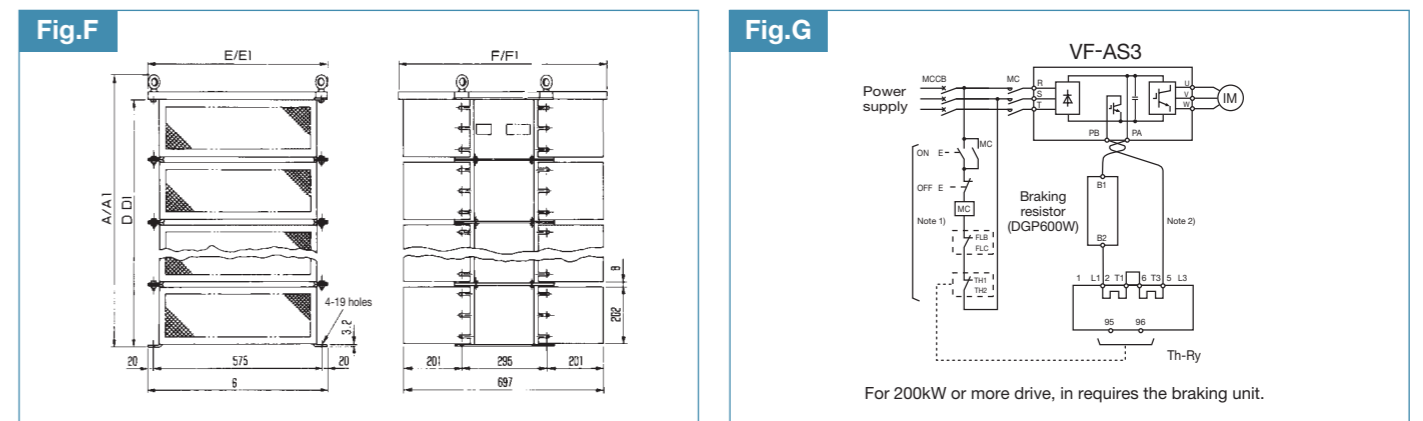 Fig.F
E/E1
F/F1
A/A1
D D1
4-19 holes
3.2
8
202
20
575
20
6
201
295
201
697
Fig.G
VF-AS3
MCCB
MC
Power
supply
R
S
T
U
V
W
IM
PB
PA
ON E
MC
OFF E
MC
Note 1)
FLB
FLC
TH1
TH2
Braking
resistor
(DGP600W)
B1
B2
Note 2)
1 L1 2 T1 6 T3 5 L3
95 96
Th-Ry
For 200kW or more drive, in requires the braking unit.